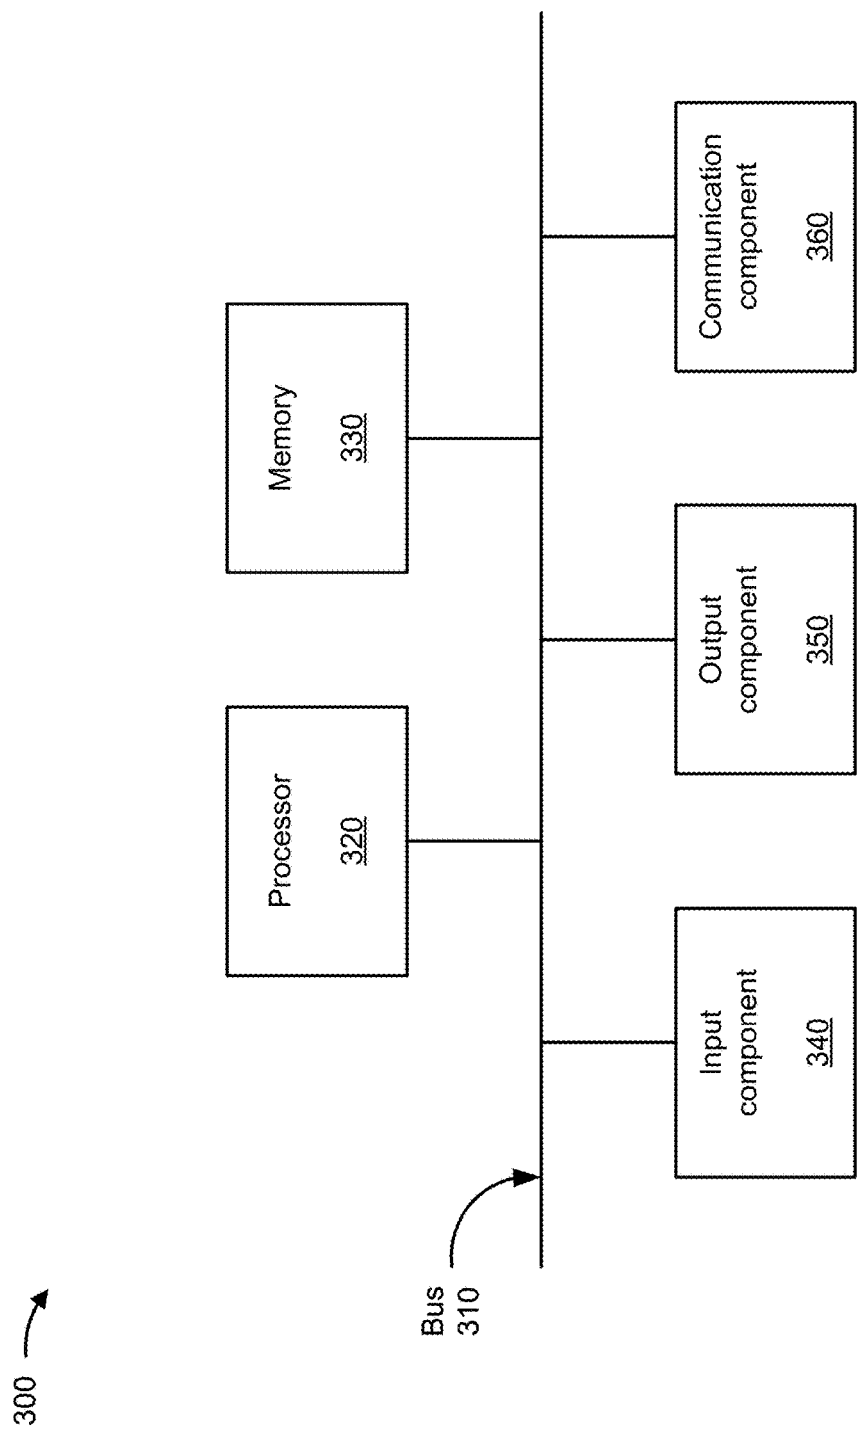 300
Bus
310
Processor
320
Memory
330
Input
component
340
Output
component
350
Communication
component
360